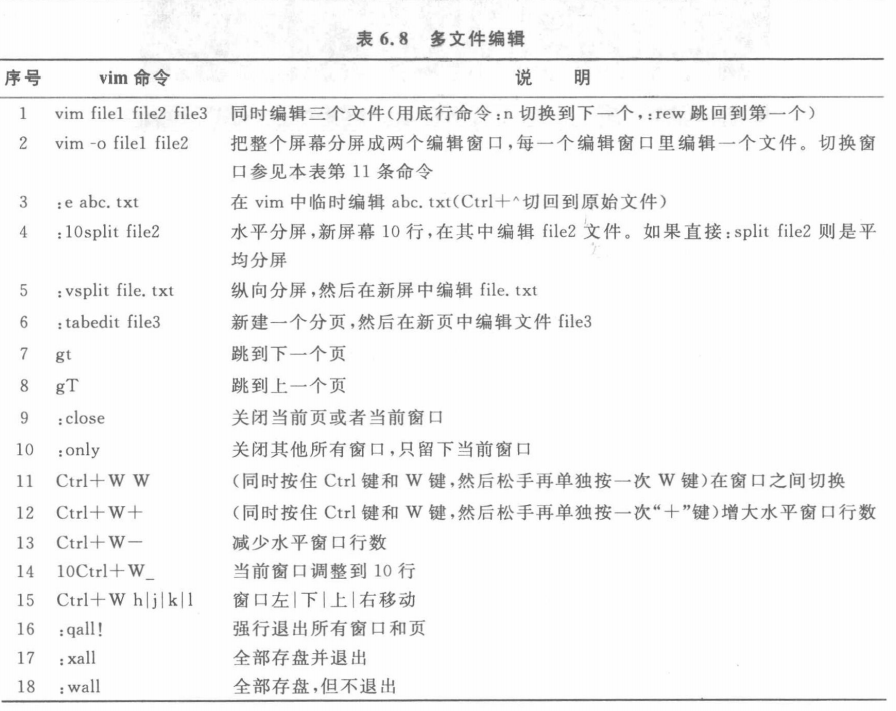 表 6.8 多文件编辑
序号 vim 命令 说 明
1 vim file1 file2 file3 同时编辑三个文件(用底行命令:n 切换到下一个,:rew 跳回到第一个)
2 vim -o file1 file2 把整个屏幕分屏成两个编辑窗口,每一个编辑窗口里编辑一个文件。切换窗
口参见本表第 11 条命令
3 :e abc.txt 在 vim 中临时编辑 abc.txt(Ctrl+^切回到原始文件)
4 :10split file2 水平分屏,新屏幕 10 行,在其中编辑 file2 文件。如果直接:split file2 则是平
均分屏
5 :vsplit file.txt 纵向分屏,然后在新屏中编辑 file.txt
6 :tabedit file3 新建一个分页,然后在新页中编辑文件 file3
7 gt 跳到下一个页
8 gT 跳到上一个页
9 :close 关闭当前页或者当前窗口
10 :only 关闭其他所有窗口,只留下当前窗口
11 Ctrl+W W (同时按住 Ctrl 键和 W 键,然后松手再单独按一次 W 键)在窗口之间切换
12 Ctrl+W+ (同时按住 Ctrl 键和 W 键,然后松手再单独按一次“+”键)增大水平窗口行数
13 Ctrl+W- 减少水平窗口行数
14 10Ctrl+W_ 当前窗口调整到 10 行
15 Ctrl+W h|j|k|l 窗口左|下|上|右移动
16 :qall! 强行退出所有窗口和页
17 :xall 全部存盘并退出
18 :wall 全部存盘,但不退出